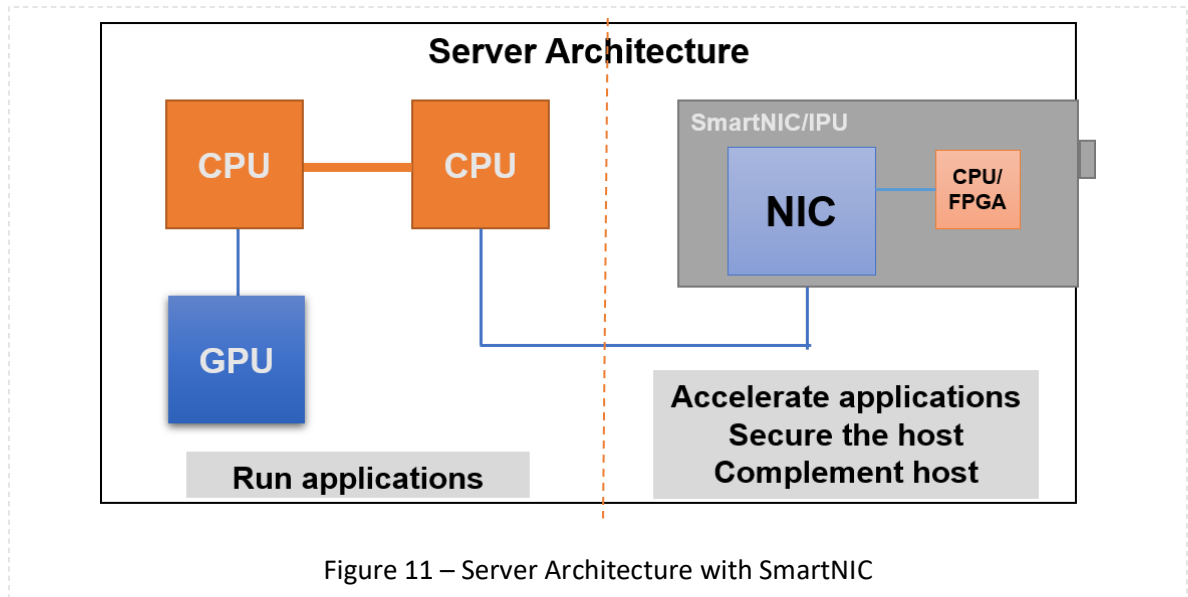 Server Architecture
CPU
CPU
GPU
Run applications
SmartNIC/IPU
NIC
CPU/
FPGA
Accelerate applications
Secure the host
Complement host
Figure 11 – Server Architecture with SmartNIC